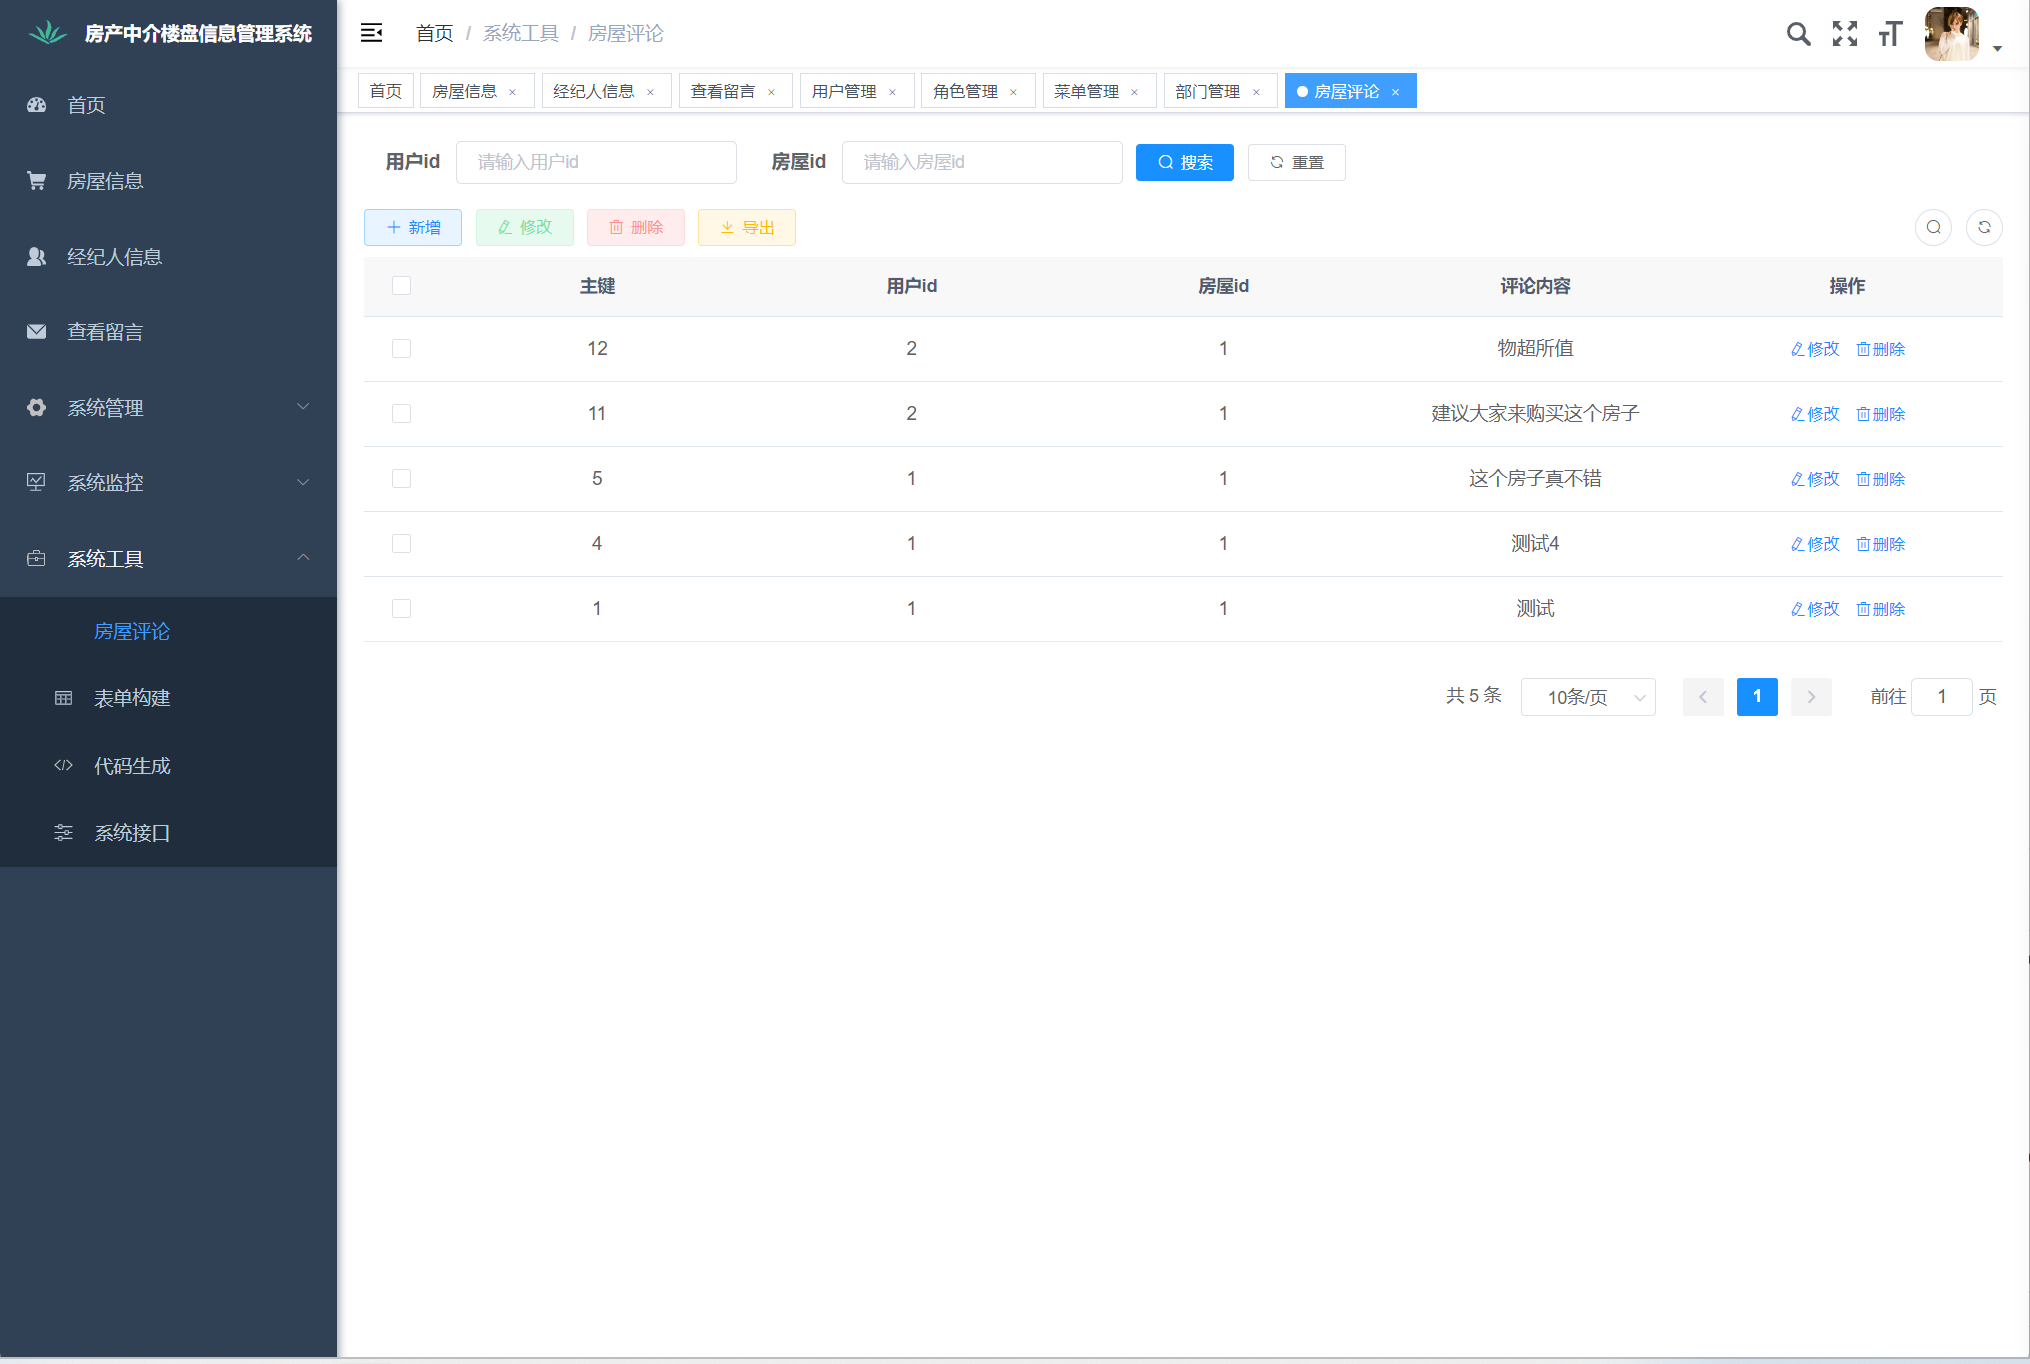 房产中介楼盘信息管理系统
首页
房屋信息
经纪人信息
查看留言
系统管理
系统监控
系统工具
房屋评论
表单构建
代码生成
系统接口
首页 / 系统工具 / 房屋评论
首页 房屋信息 × 经纪人信息 × 查看留言 × 用户管理 × 角色管理 × 菜单管理 × 部门管理 × 房屋评论 ×
用户id 请输入用户id 房屋id 请输入房屋id 搜索 重置
新增 修改 删除 导出
主键 用户id 房屋id 评论内容 操作
12 2 1 物超所值 修改 删除
11 2 1 建议大家来购买这个房子 修改 删除
5 1 1 这个房子真不错 修改 删除
4 1 1 测试4 修改 删除
1 1 1 测试 修改 删除
共 5 条 10条/页 1 前往 1 页